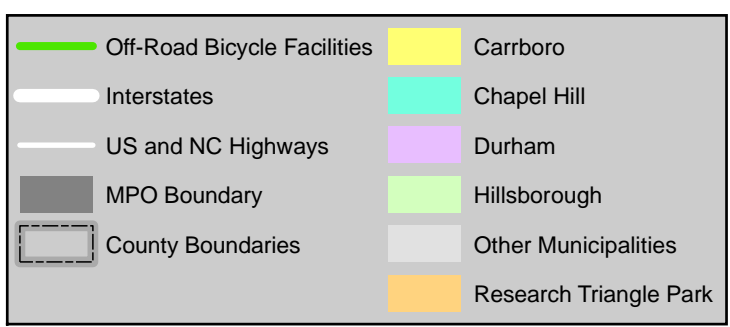 Off-Road Bicycle Facilities
Interstates
US and NC Highways
MPO Boundary
County Boundaries
Carrboro
Chapel Hill
Durham
Hillsborough
Other Municipalities
Research Triangle Park